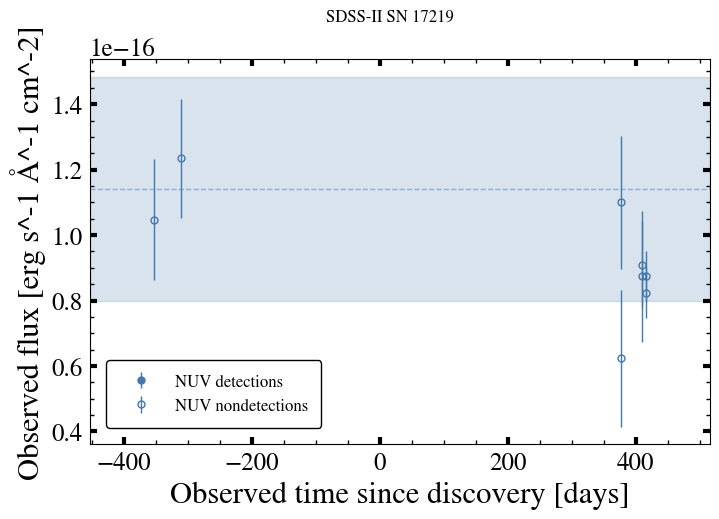 SDSS-II SN 17219
1e−16
Observed flux [erg s^-1 Å^-1 cm^-2]
1.4
1.2
1.0
0.8
0.6
0.4
NUV detections
NUV nondetections
−400
−200
0
200
400
Observed time since discovery [days]